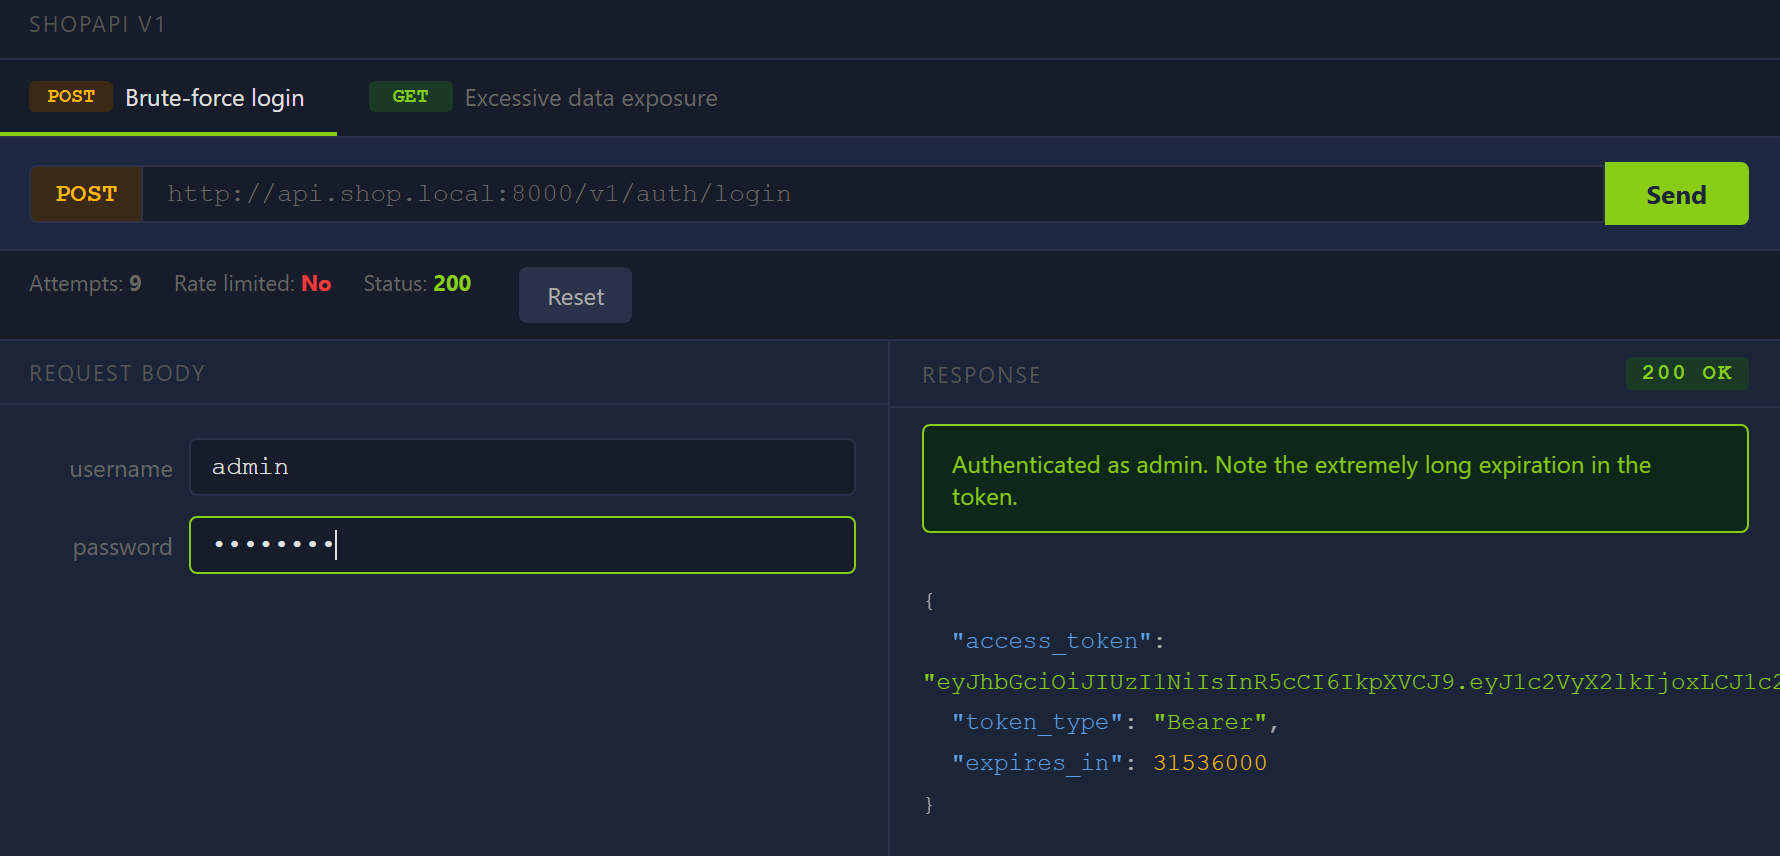 SHOPAPI V1
POST Brute-force login GET Excessive data exposure
POST http://api.shop.local:8000/v1/auth/login Send
Attempts: 9 Rate limited: No Status: 200 Reset
REQUEST BODY
username admin
password ••••••••
RESPONSE 200 OK
Authenticated as admin. Note the extremely long expiration in the
token.
{
"access_token":
"eyJhbGciOiJIUzI1NiIsInR5cCI6IkpXVCJ9.eyJ1c2VyX2lkIjoxLCJ1c2
"token_type": "Bearer",
"expires_in": 31536000
}